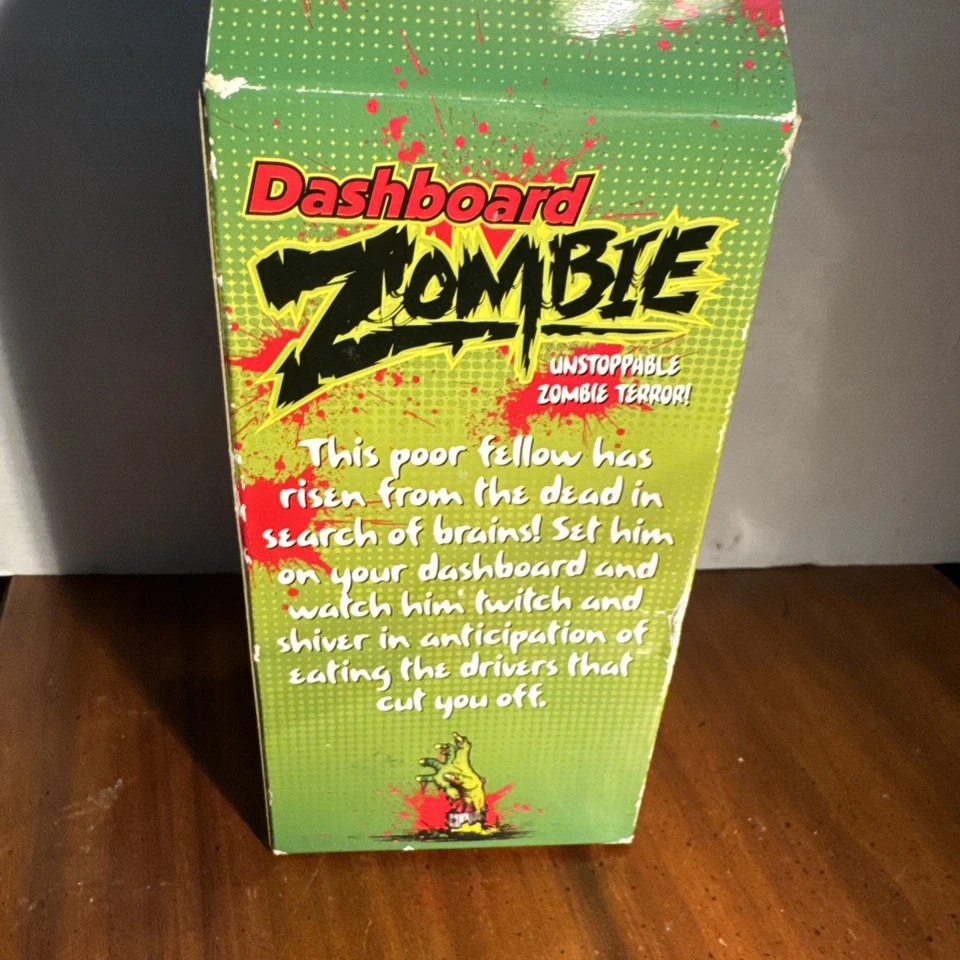 Dashboard
ZOMBIE
UNSTOPPABLE
ZOMBIE TERROR!
This poor fellow has
risen from the dead in
search of brains! Set him
on your dashboard and
watch him twitch and
shiver in anticipation of
eating the drivers that
cut you off.